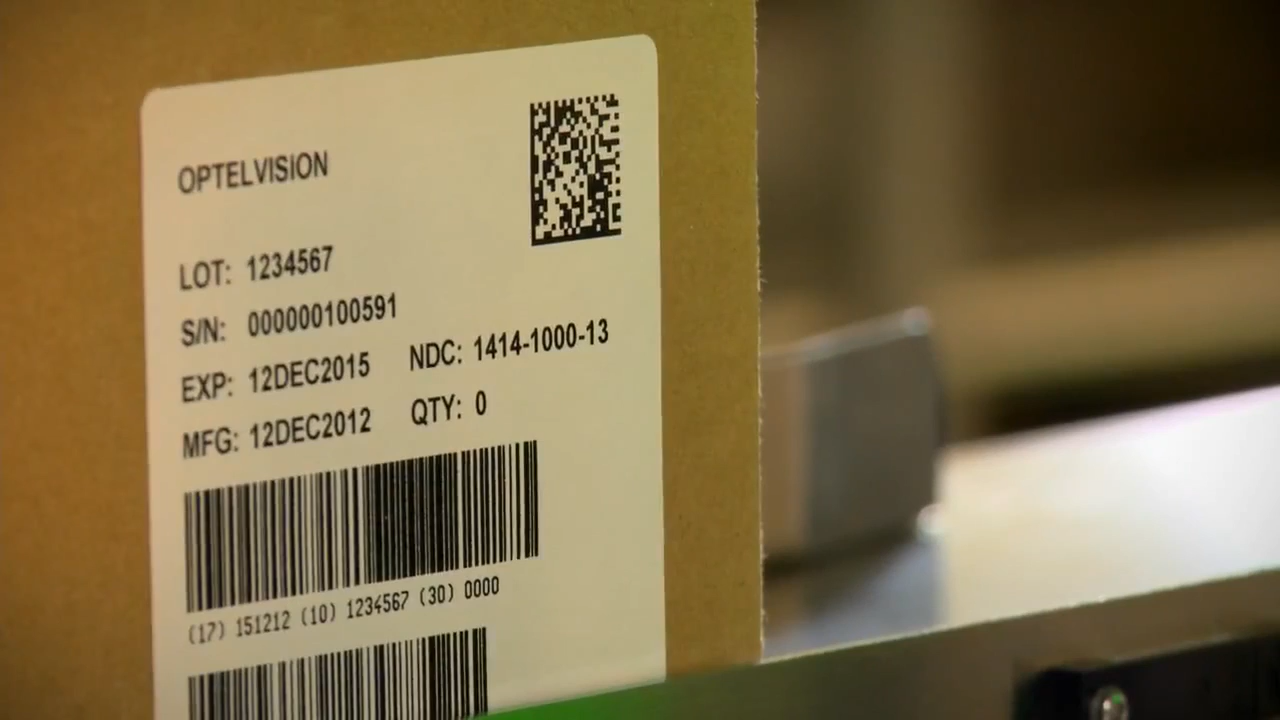 OPTELVISION
LOT: 1234567
S/N: 000000100591
EXP: 12DEC2015 NDC: 1414-1000-13
MFG: 12DEC2012 QTY: 0
(17) 151212 (10) 1234567 (30) 0000